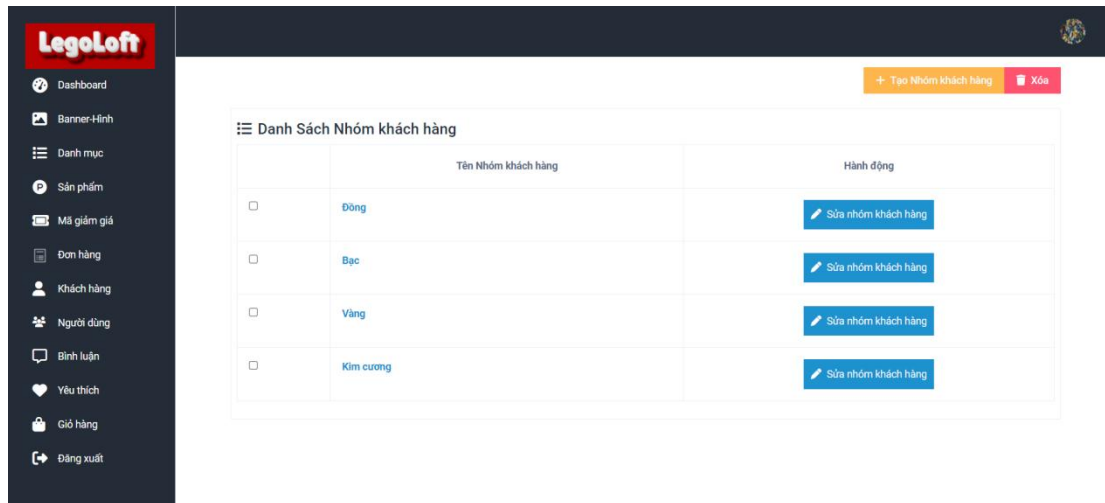 LegoLoft
Dashboard
Banner-Hình
Danh mục
Sản phẩm
Mã giảm giá
Đơn hàng
Khách hàng
Người dùng
Bình luận
Yêu thích
Giỏ hàng
Đăng xuất
+ Tạo Nhóm khách hàng
Xóa
Danh Sách Nhóm khách hàng
Tên Nhóm khách hàng Hành động
Đồng Sửa nhóm khách hàng
Bạc Sửa nhóm khách hàng
Vàng Sửa nhóm khách hàng
Kim cương Sửa nhóm khách hàng